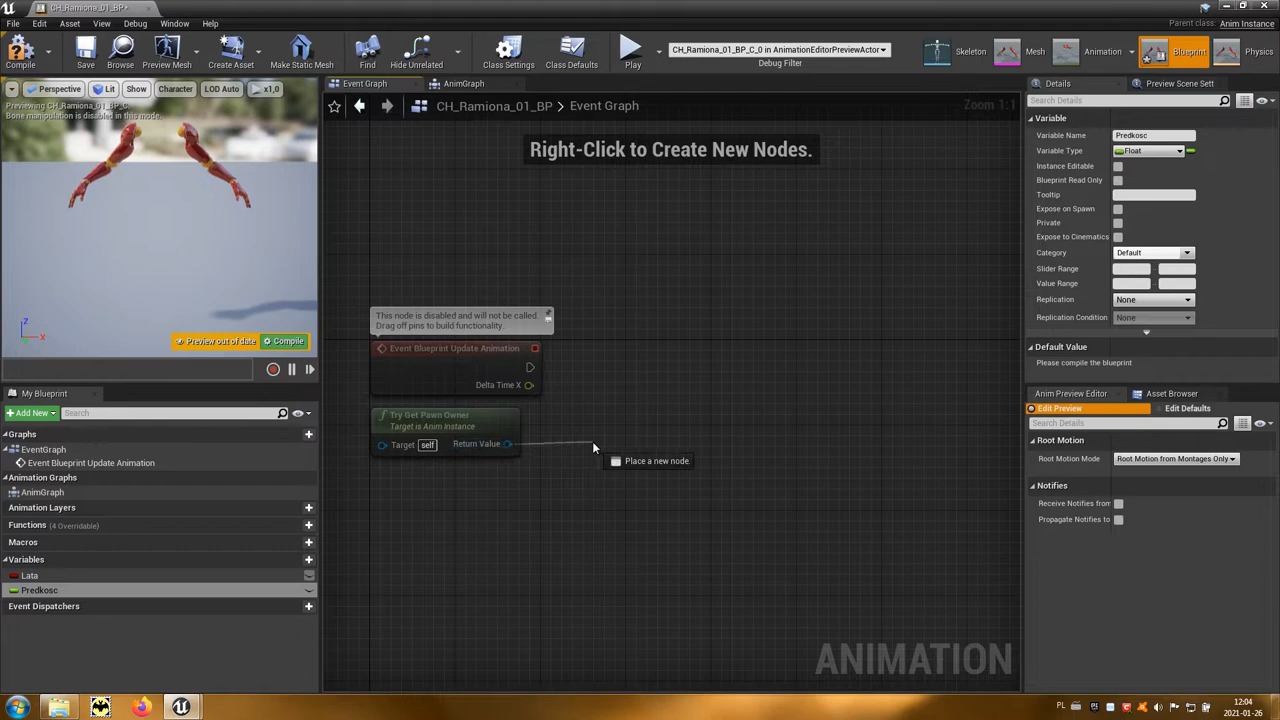 CH_Ramiona_01_BP*
File Edit Asset View Debug Window Help
Parent class: Anim Instance
Compile
Save
Browse
Preview Mesh
Create Asset
Make Static Mesh
Find
Hide Unrelated
Class Settings
Class Defaults
Play
CH_Ramiona_01_BP_C_0 in AnimationEditorPreviewActor
Debug Filter
Skeleton
Mesh
Animation
Blueprint
Physics
Perspective Lit Show Character LOD Auto x1,0
Previewing CH_Ramiona_01_BP_C.
Bone manipulation is disabled in this mode.
Z
X
Preview out of date
Compile
My Blueprint
+Add New
Search
Graphs
EventGraph
Event Blueprint Update Animation
Animation Graphs
AnimGraph
Animation Layers
Functions (4 Overridable)
Macros
Variables
Lata
Predkosc
Event Dispatchers
Event Graph
AnimGraph
CH_Ramiona_01_BP > Event Graph
Zoom 1:1
Right-Click to Create New Nodes.
This node is disabled and will not be called.
Drag off pins to build functionality.
Event Blueprint Update Animation
Delta Time X
Try Get Pawn Owner
Target is Anim Instance
Target self
Return Value
Place a new node.
ANIMATION
Details
Preview Scene Sett
Search Details
Variable
Variable Name Predkosc
Variable Type Float
Instance Editable
Blueprint Read Only
Tooltip
Expose on Spawn
Private
Expose to Cinematics
Category Default
Slider Range
Value Range
Replication None
Replication Condition None
Default Value
Please compile the blueprint
Anim Preview Editor
Asset Browser
Edit Preview
Edit Defaults
Search Details
Root Motion
Root Motion Mode Root Motion from Montages Only
Notifies
Receive Notifies from
Propagate Notifies to
PL
12:04
2021-01-26